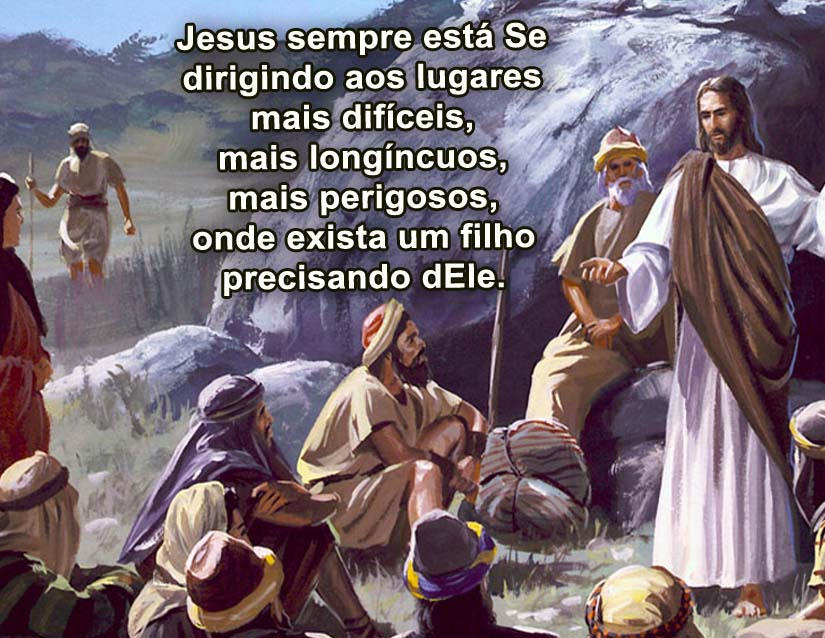 Jesus sempre está Se
dirigindo aos lugares
mais difíceis,
mais longíncuos,
mais perigosos,
onde exista um filho
precisando dEle.